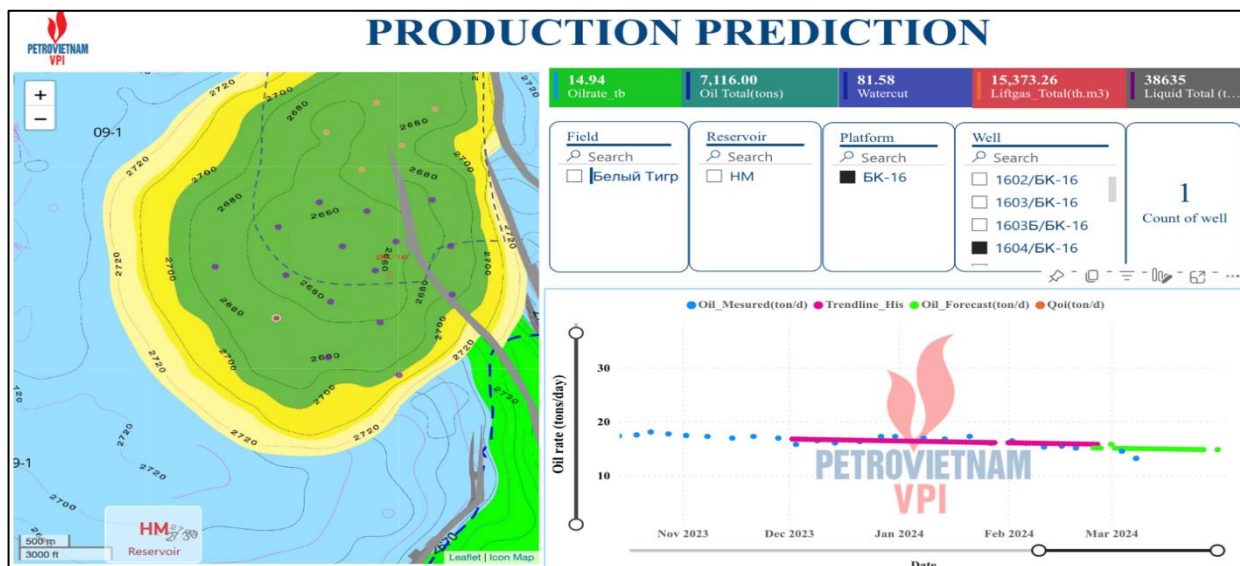 PRODUCTION PREDICTION
PETROVIETNAM
VPI
14.94
Oilrate_tb
7,116.00
Oil Total(tons)
81.58
Watercut
15,373.26
Liftgas_Total(th.m3)
38635
Liquid Total (t...
Field
Search
Белый Тигр
Reservoir
Search
НМ
Platform
Search
БК-16
Well
Search
1602/БК-16
1603/БК-16
1603Б/БК-16
1604/БК-16
1
Count of well
+
−
09-1
2720
2680
2720
2700
2680
2680
2660
2680
2720
2700
2660
2720
2700
2680
2680
2680
2700
2720
2700
2720
2720
2720
9-1
2700
HM
Reservoir
500 m
3000 ft
Leaflet | Icon Map
Oil_Mesured(ton/d)
Trendline_His
Oil_Forecast(ton/d)
Qoi(ton/d)
Oil rate (tons/day)
30
20
10
PETROVIETNAM
VPI
Nov 2023
Dec 2023
Jan 2024
Feb 2024
Mar 2024
Date